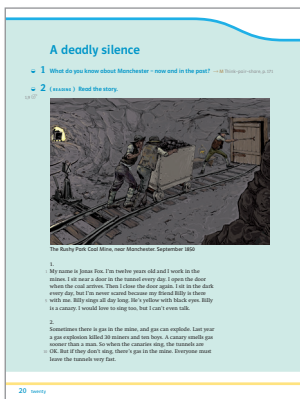 A deadly silence
1 What do you know about Manchester – now and in the past?
2 (READING) Read the story.
The Rushy Park Coal Mine, near Manchester, September 1850
1.
My name is Jonas Fox. I'm twelve years old and I work in the
mines. I sit near a door in the tunnel every day. I open the door
when the coal arrives. Then I close the door again. I sit in the dark
every day, but I'm never scared because my friend Billy is there
with me. Billy sings all day long. He's yellow with black eyes. Billy
is a canary. I would love to sing too, but I can't even talk.
2.
Sometimes there is gas in the mine, and gas can explode. Last year
a gas explosion killed 30 miners and ten boys. A canary smells gas
sooner than a man. So when the canaries sing, the tunnels are
OK. But if they don't sing, there's gas in the mine. Everyone must
leave the tunnels very fast.
20 twenty